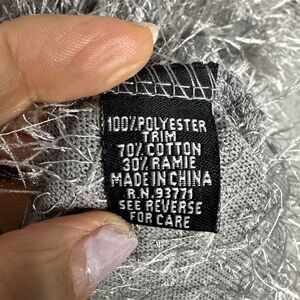 100% POLYESTER
TRIM
70% COTTON
30% RAMIE
MADE IN CHINA
R.N. 93771
SEE REVERSE
FOR CARE